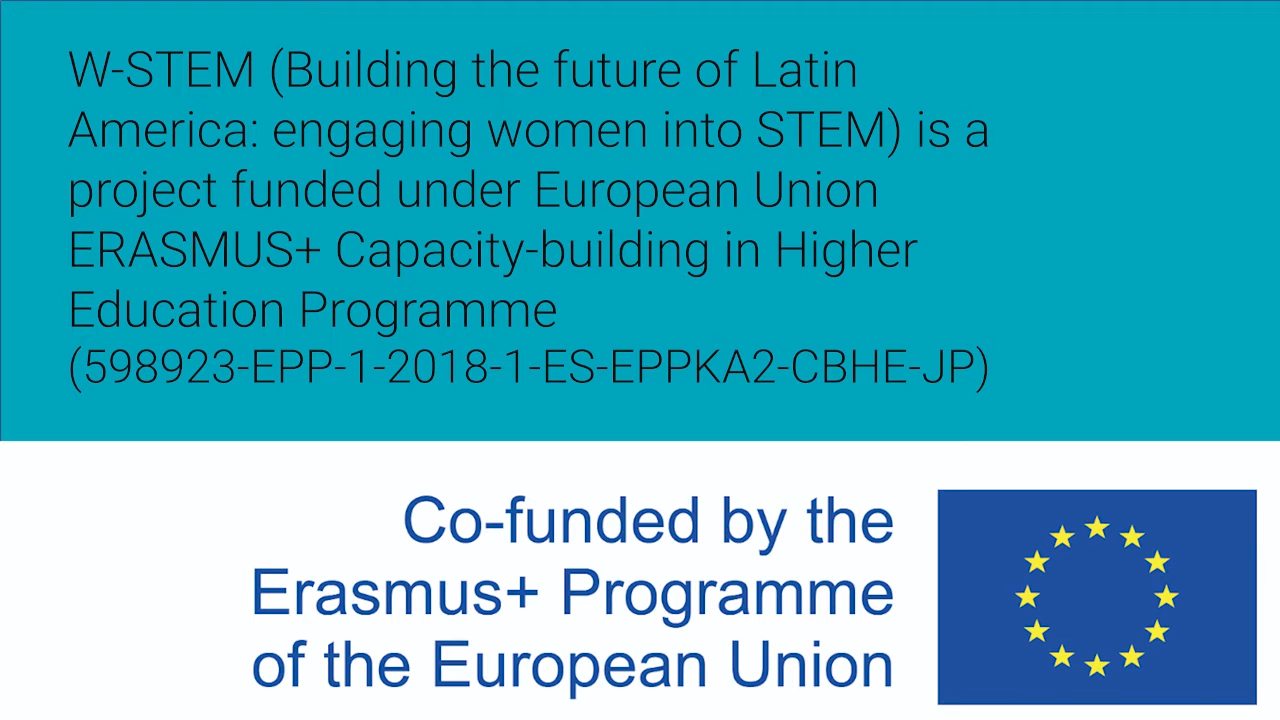 W-STEM (Building the future of Latin
America: engaging women into STEM) is a
project funded under European Union
ERASMUS+ Capacity-building in Higher
Education Programme
(598923-EPP-1-2018-1-ES-EPPKA2-CBHE-JP)
Co-funded by the
Erasmus+ Programme
of the European Union